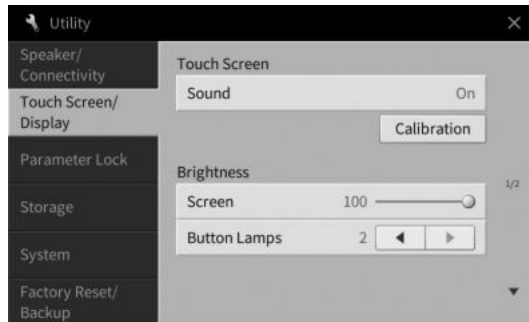 Utility
Speaker/
Connectivity
Touch Screen/
Display
Parameter Lock
Storage
System
Factory Reset/
Backup
Touch Screen
Sound On
Calibration
Brightness
Screen 100
Button Lamps 2
1/2